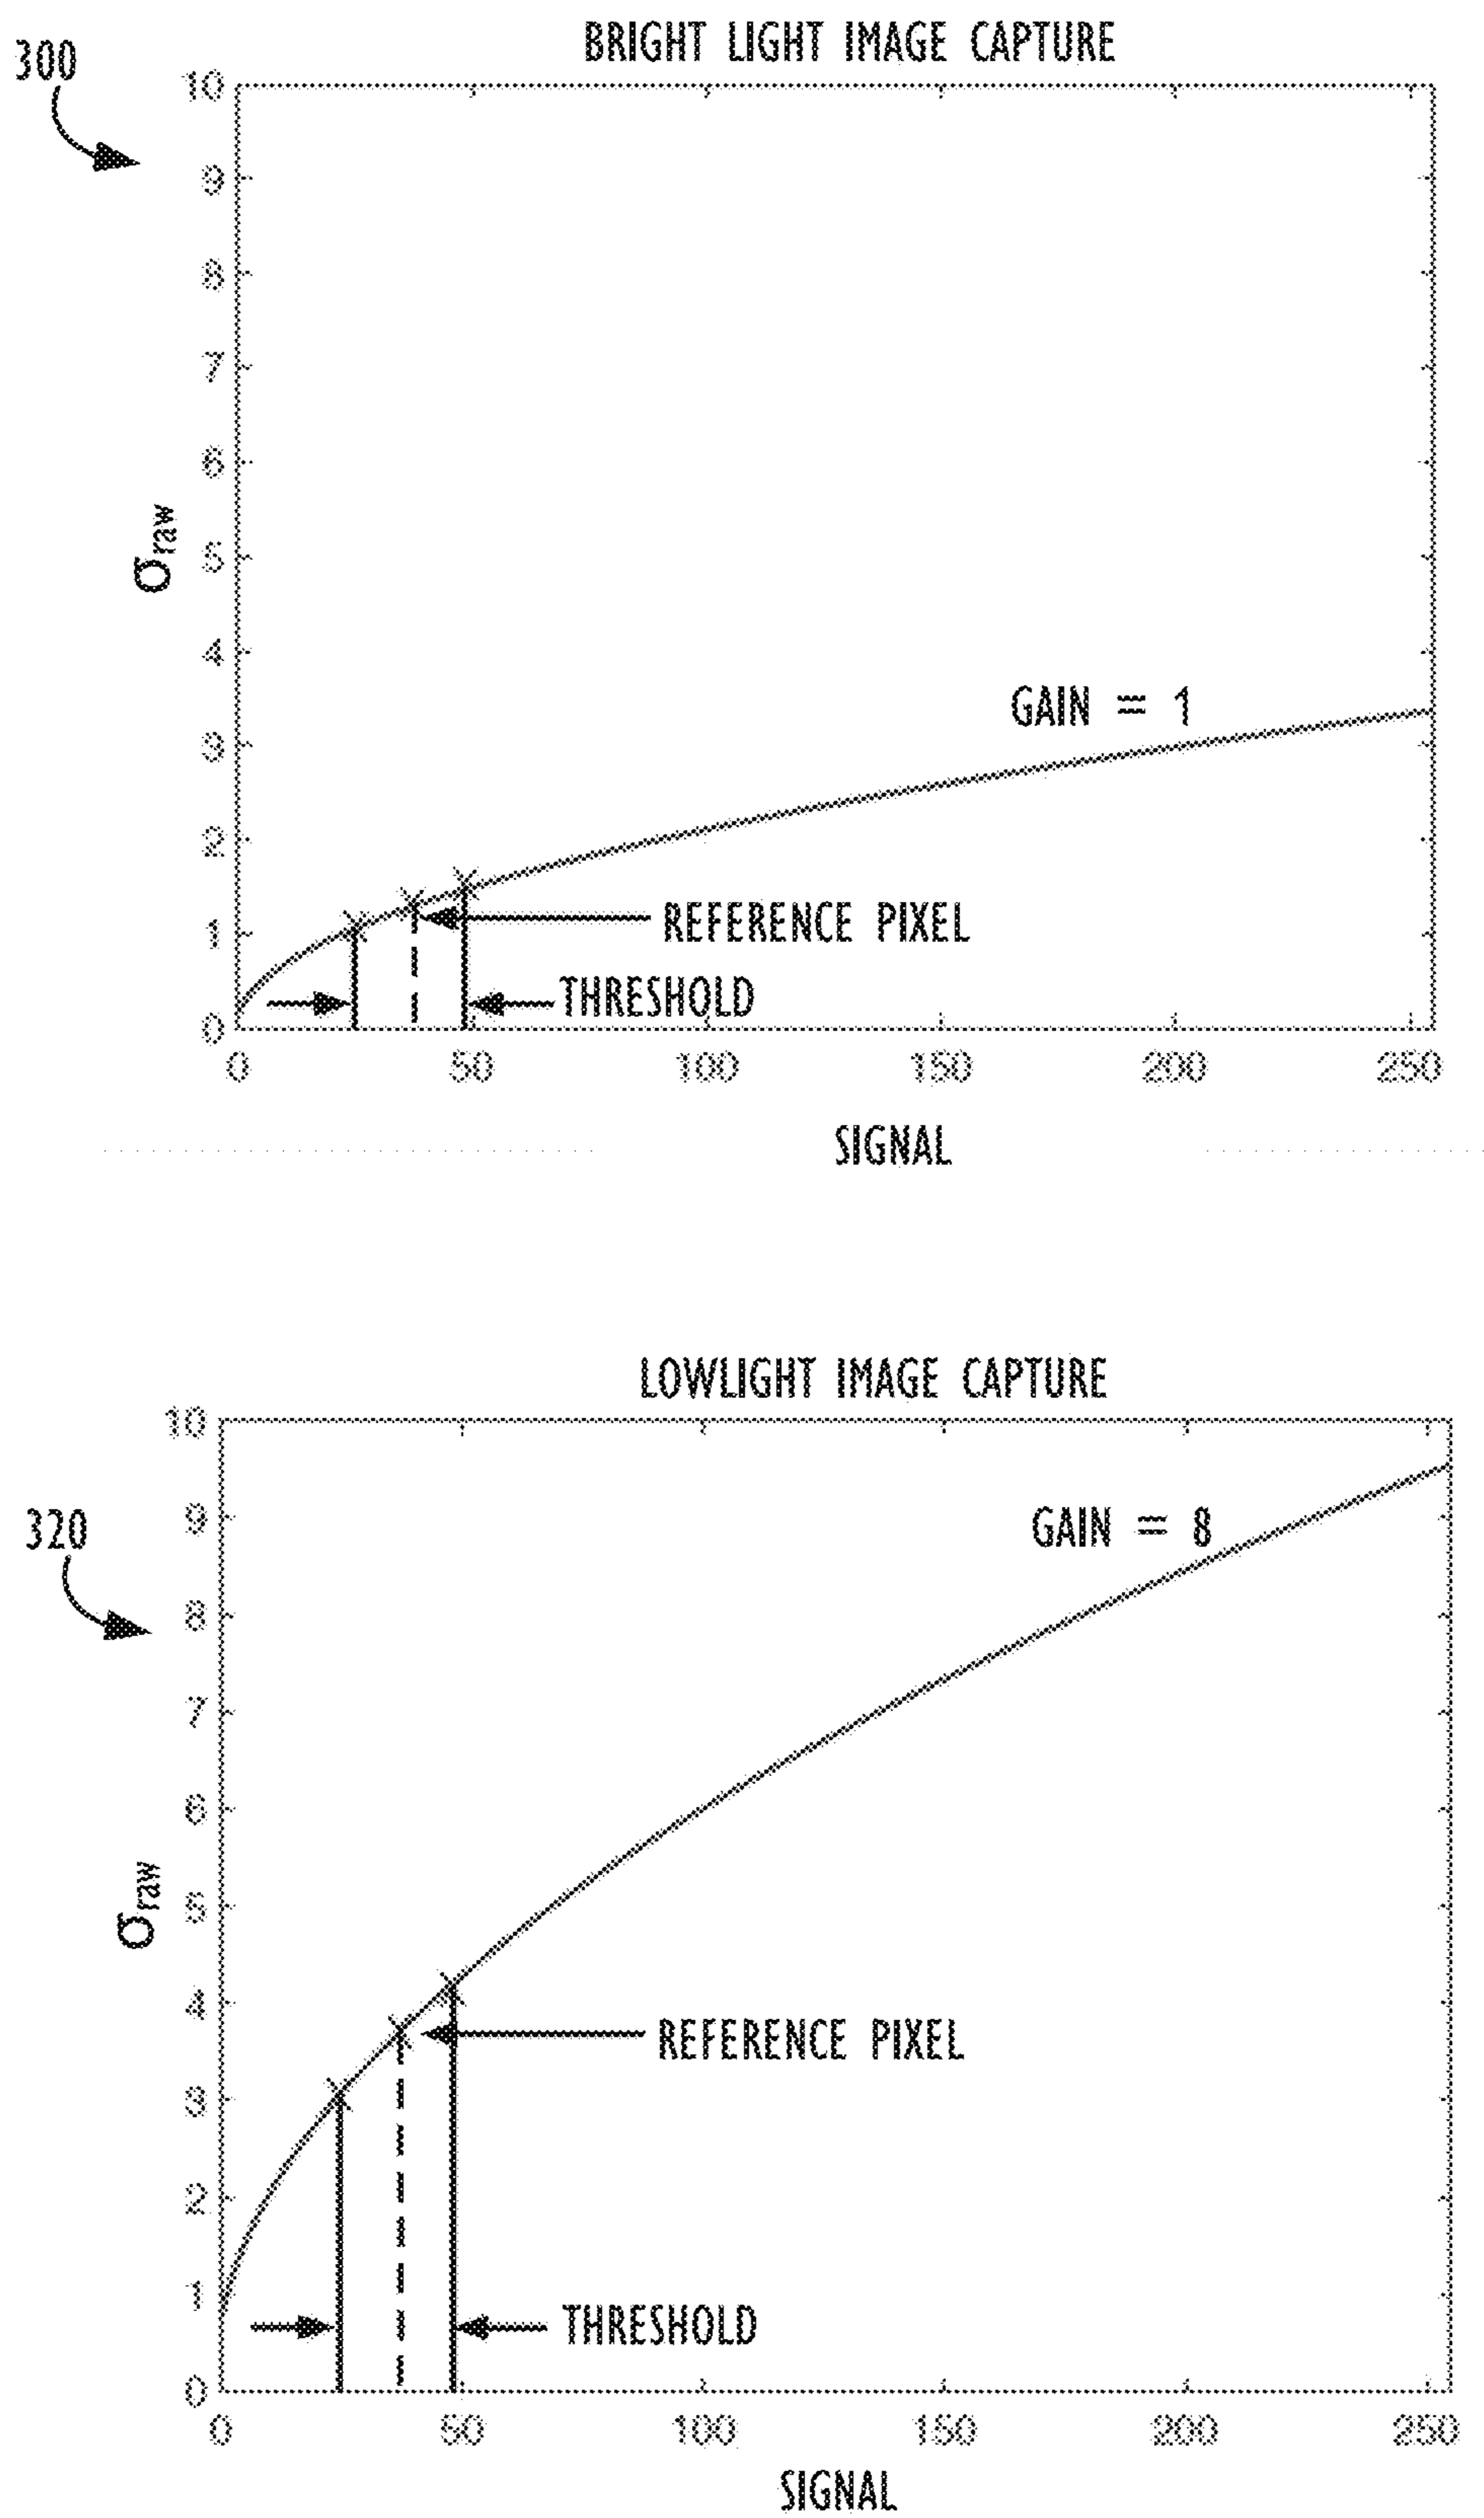 BRIGHT LIGHT IMAGE CAPTURE
300
10
9
8
7
6
5
4
3
2
1
0
σraw
GAIN = 1
REFERENCE PIXEL
THRESHOLD
0 50 100 150 200 250
SIGNAL
LOWLIGHT IMAGE CAPTURE
320
10
9
8
7
6
5
4
3
2
1
0
σraw
GAIN = 8
REFERENCE PIXEL
THRESHOLD
0 50 100 150 200 250
SIGNAL